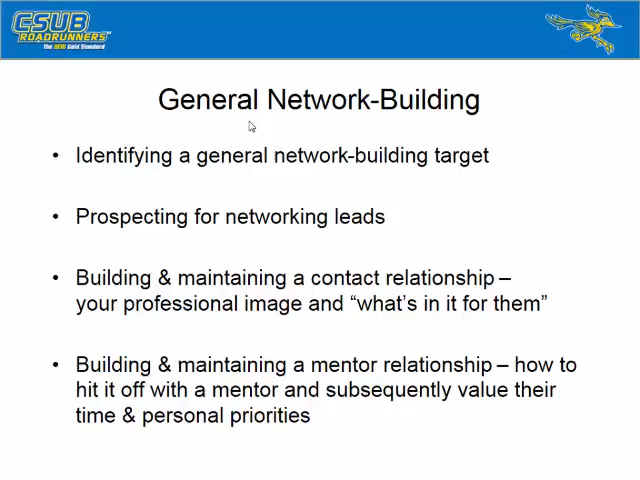 CSUB
ROADRUNNERS
The NEW Gold Standard
General Network-Building
• Identifying a general network-building target
• Prospecting for networking leads
• Building & maintaining a contact relationship –
your professional image and “what’s in it for them”
• Building & maintaining a mentor relationship – how to
hit it off with a mentor and subsequently value their
time & personal priorities